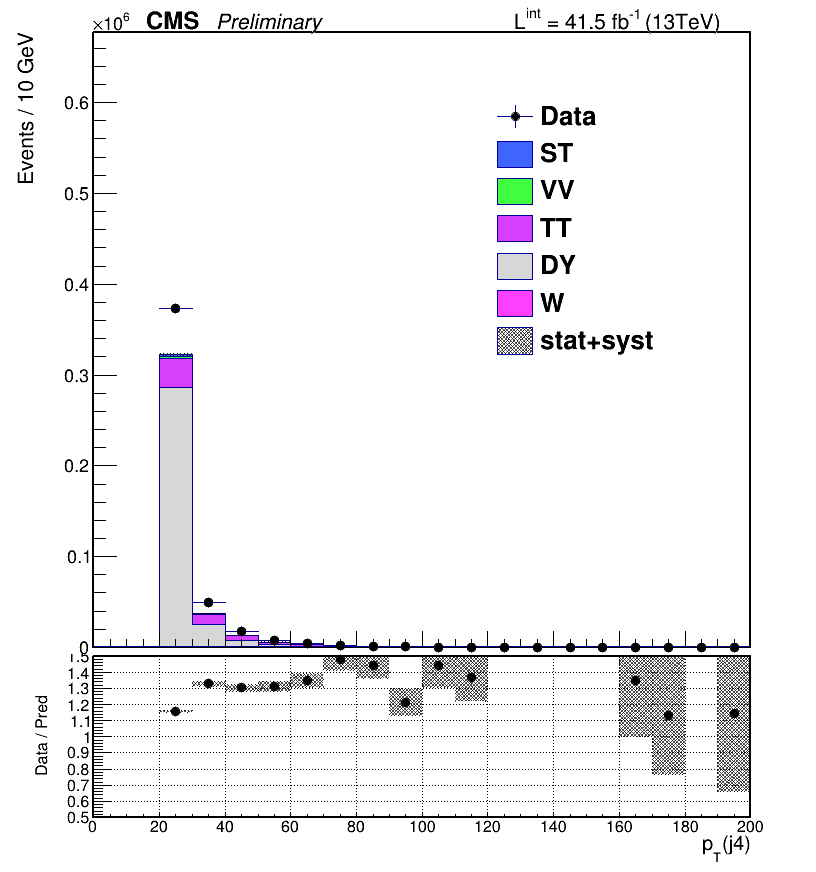 ×10⁶ CMS Preliminary L^int = 41.5 fb⁻¹ (13TeV)
Events / 10 GeV
0.6
0.5
0.4
0.3
0.2
0.1
0
Data
ST
VV
TT
DY
W
stat+syst
Data / Pred
1.5
1.4
1.3
1.2
1.1
1
0.9
0.8
0.7
0.6
0.5
0 20 40 60 80 100 120 140 160 180 200
p_T(j4)